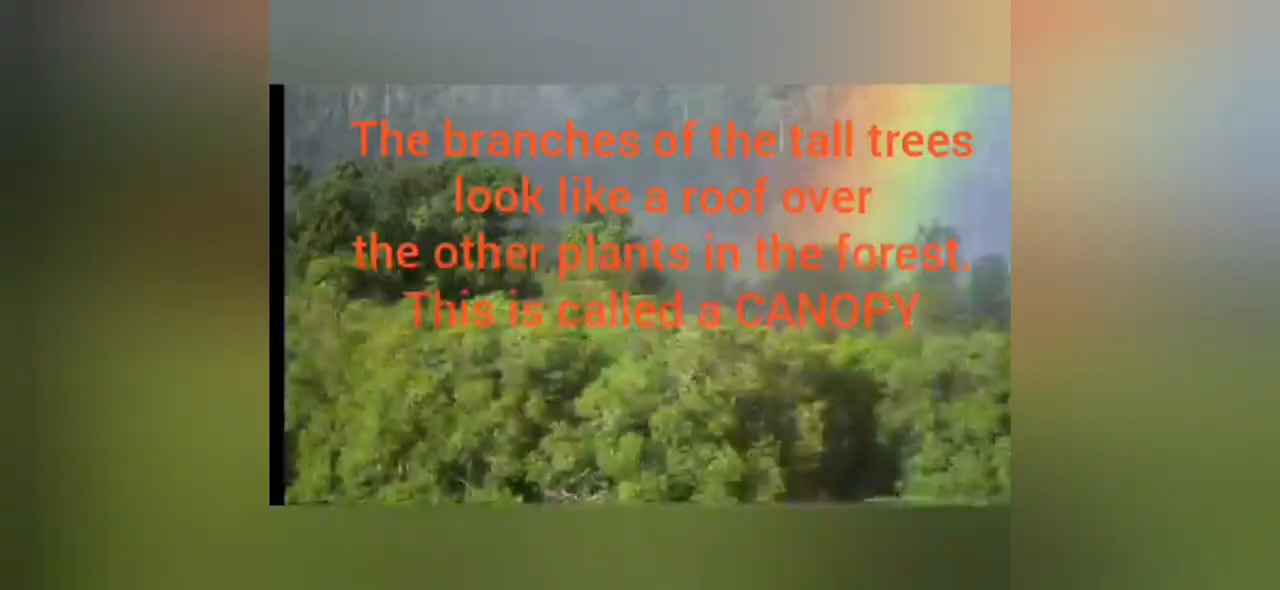 The branches of the tall trees
look like a roof over
the other plants in the forest.
This is called a CANOPY